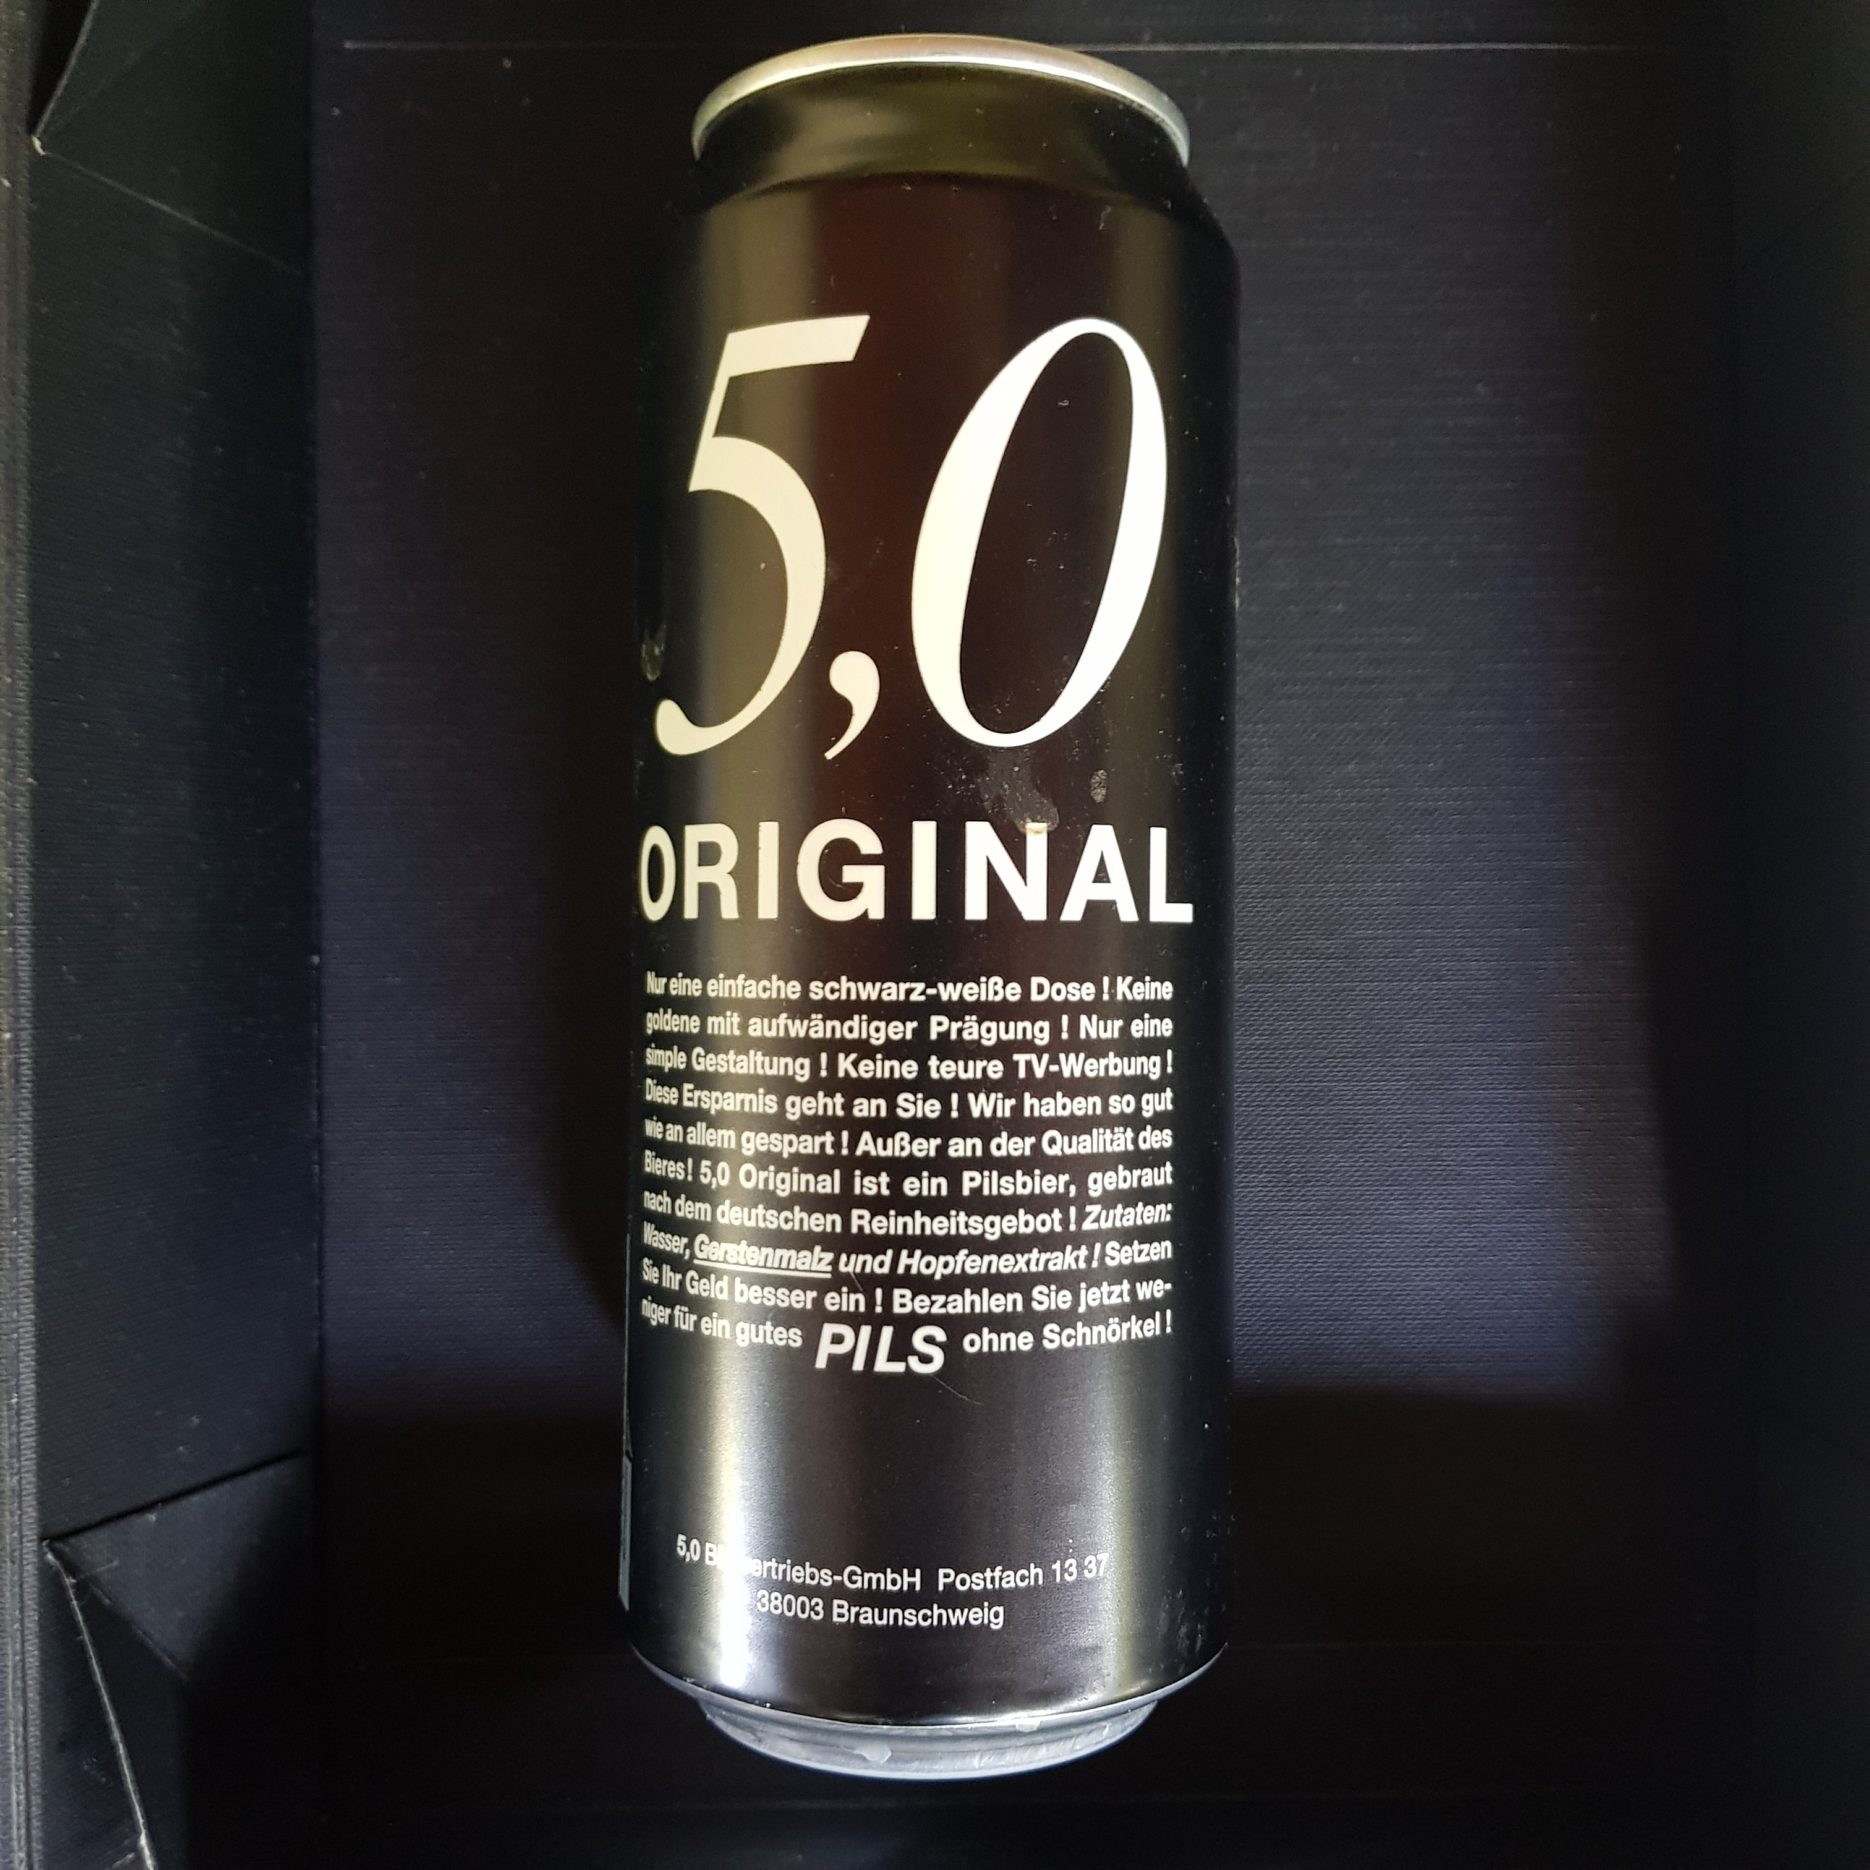 5,0
ORIGINAL
Nur eine einfache schwarz-weiße Dose ! Keine
goldene mit aufwändiger Prägung ! Nur eine
simple Gestaltung ! Keine teure TV-Werbung !
Diese Ersparnis geht an Sie ! Wir haben so gut
wie an allem gespart ! Außer an der Qualität des
Bieres ! 5,0 Original ist ein Pilsbier, gebraut
nach dem deutschen Reinheitsgebot ! Zutaten:
Wasser, Gerstenmalz und Hopfenextrakt ! Setzen
Sie Ihr Geld besser ein ! Bezahlen Sie jetzt we-
niger für ein gutes PILS ohne Schnörkel !
5,0 Postfach 13 37
38003 Braunschweig